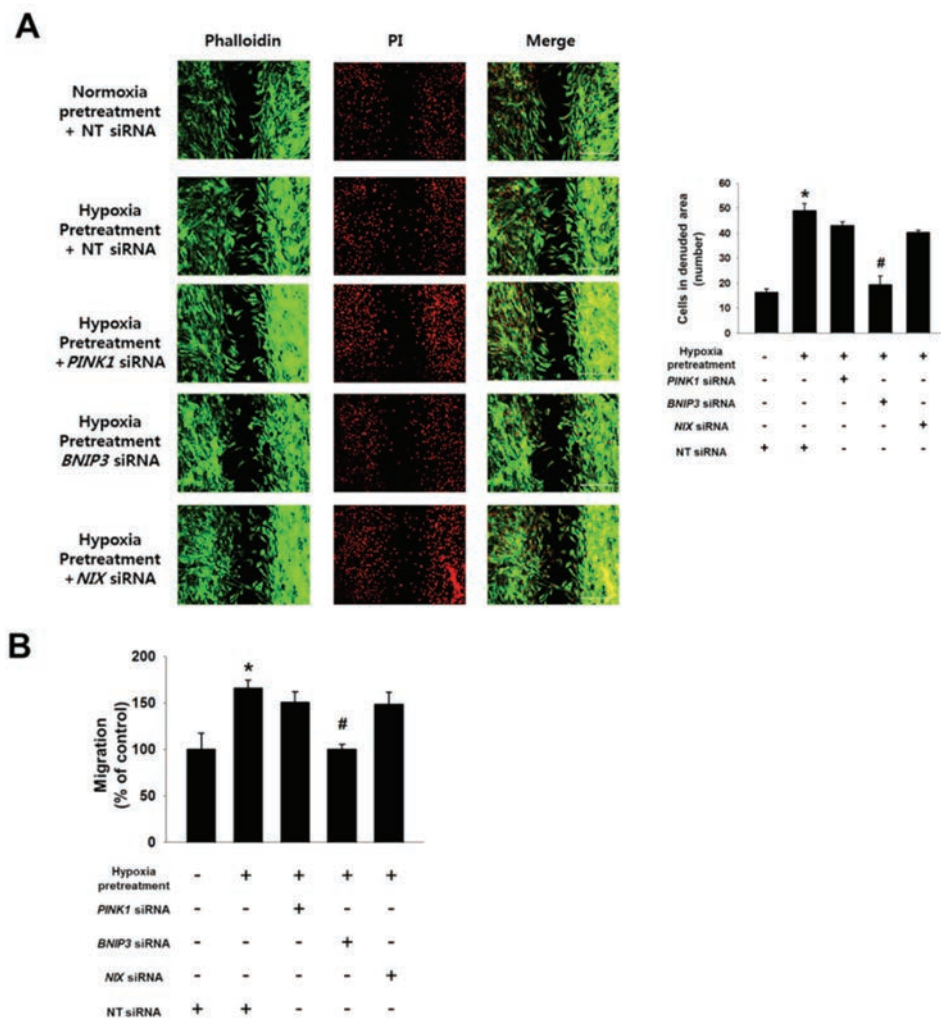 A
Phalloidin PI Merge
Normoxia
pretreatment
+ NT siRNA
Hypoxia
Pretreatment
+ NT siRNA
Hypoxia
Pretreatment
+ PINK1 siRNA
Hypoxia
Pretreatment
BNIP3 siRNA
Hypoxia
Pretreatment
+ NIX siRNA
Cells in denuded area
(number)
60
50
40
30
20
10
0
*
#
Hypoxia
pretreatment - + + + +
PINK1 siRNA - - + - -
BNIP3 siRNA - - - + -
NIX siRNA - - - - +
NT siRNA + + - - -
B
Migration
(% of control)
200
150
100
50
0
*
#
Hypoxia
pretreatment - + + + +
PINK1 siRNA - - + - -
BNIP3 siRNA - - - + -
NIX siRNA - - - - +
NT siRNA + + - - -